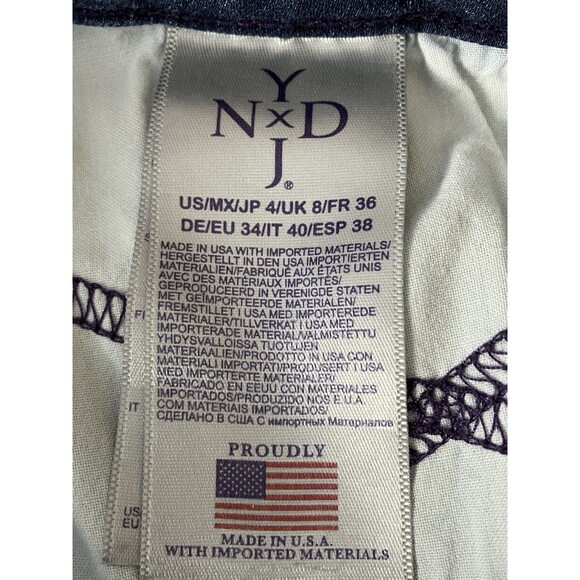 Y
N×D
J®
US/MX/JP 4/UK 8/FR 36
DE/EU 34/IT 40/ESP 38
MADE IN USA WITH IMPORTED MATERIALS/
HERGESTELLT IN DEN USA IMPORTIERTEN
MATERIALIEN/FABRIQUÉ AUX ÉTATS UNIS
AVEC DES MATÉRIAUX IMPORTÉS/
GEPRODUCEERD IN VERENIGDE STATEN
MET GEÏMPORTEERDE MATERIALEN/
FREMSTILLET I USA MED IMPORTEREDE
MATERIALER/TILLVERKAT I USA MED
IMPORTERADE MATERIAL/VALMISTETTU
YHDYSVALLOISSA TUOTUJEN
MATERIAALIEN/PRODOTTO IN USA CON
MATERIALI IMPORTATI/PRODUSERT I USA
MED IMPORTERTE MATERIALER/
FABRICADO EN EEUU CON MATERIALES
IMPORTADOS/PRODUZIDO NOS E.U.A
COM MATERIAIS IMPORTADOS/
СДЕЛАНО В США С импортных Материалов
PROUDLY
MADE IN U.S.A.
WITH IMPORTED MATERIALS
FI
IT
US
EU